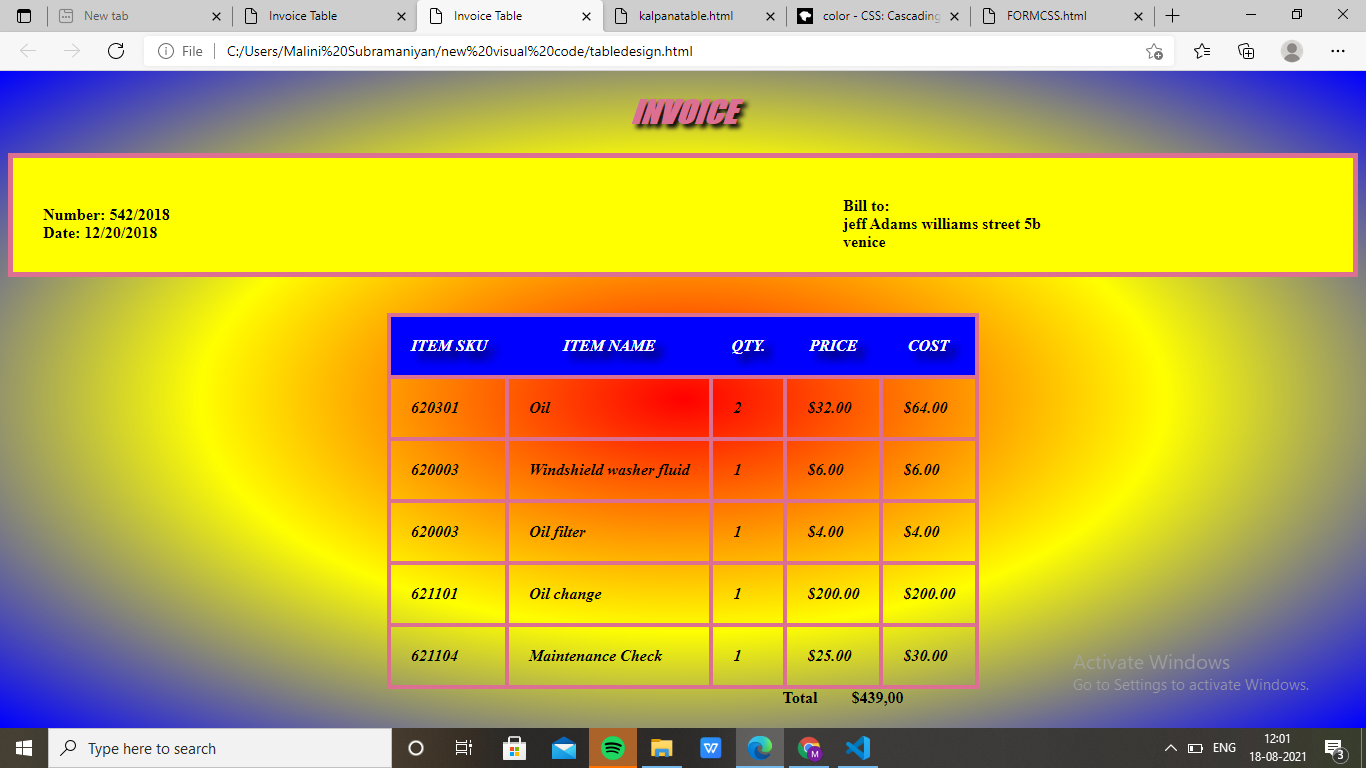 New tab
Invoice Table
Invoice Table
kalpanatable.html
color - CSS: Cascading
FORMCSS.html
File
C:/Users/Malini%20Subramaniyan/new%20visual%20code/tabledesign.html
INVOICE
Number: 542/2018
Date: 12/20/2018
Bill to:
jeff Adams williams street 5b
venice
ITEM SKU ITEM NAME QTY. PRICE COST
620301 Oil 2 $32.00 $64.00
620003 Windshield washer fluid 1 $6.00 $6.00
620003 Oil filter 1 $4.00 $4.00
621101 Oil change 1 $200.00 $200.00
621104 Maintenance Check 1 $25.00 $30.00
Total $439,00
Activate Windows
Go to Settings to activate Windows.
Type here to search
W
M
ENG
12:01
18-08-2021
3